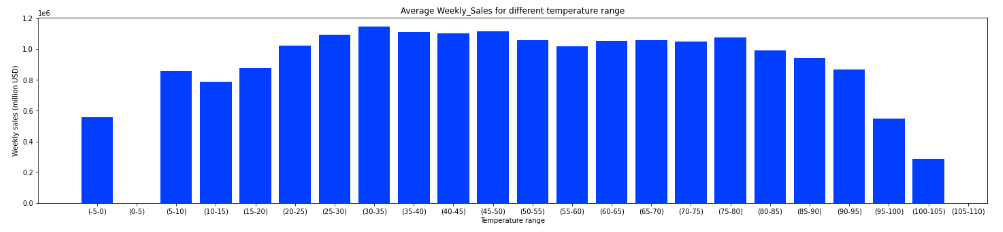 Average Weekly_Sales for different temperature range
1e6
1.2
1.0
0.8
0.6
0.4
0.2
0.0
Weekly sales (million USD)
(-5-0) (0-5) (5-10) (10-15) (15-20) (20-25) (25-30) (30-35) (35-40) (40-45) (45-50) (50-55) (55-60) (60-65) (65-70) (70-75) (75-80) (80-85) (85-90) (90-95) (95-100) (100-105) (105-110)
Temperature range